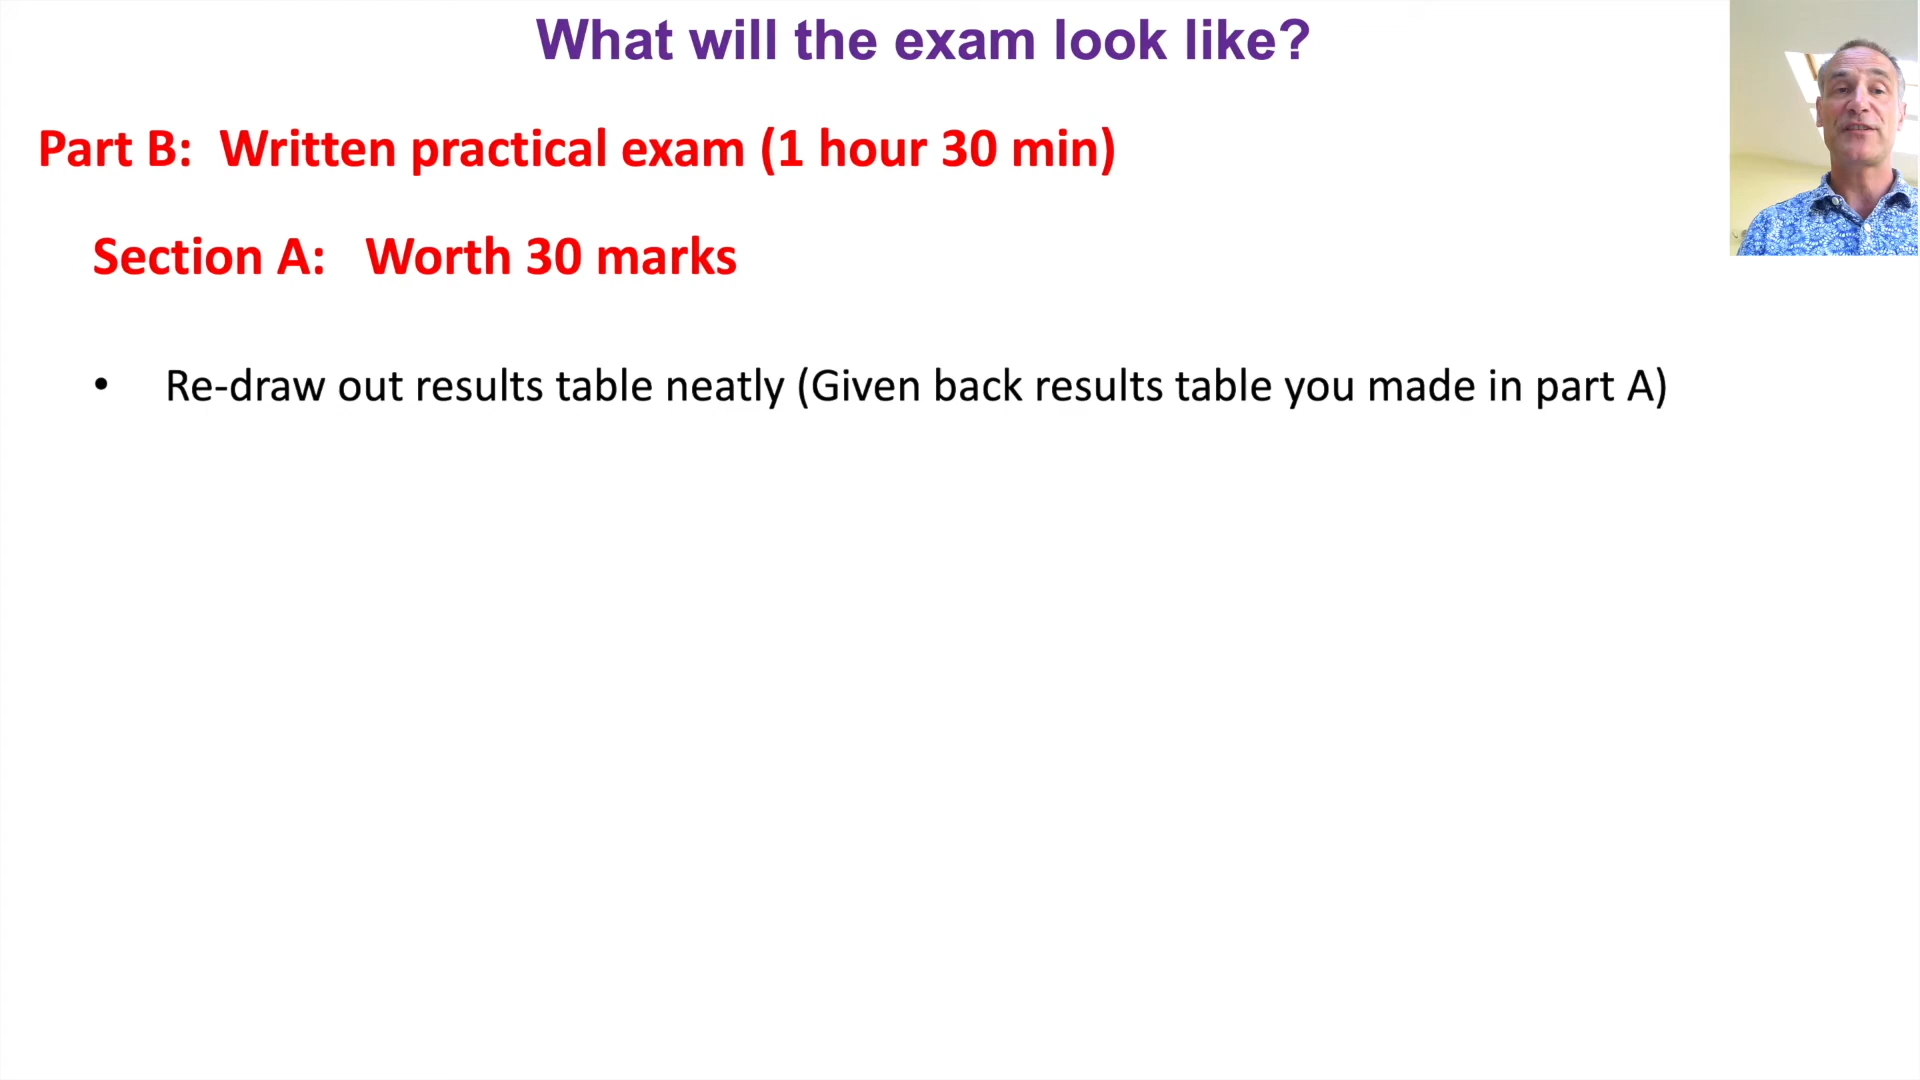 What will the exam look like?
Part B: Written practical exam (1 hour 30 min)
Section A: Worth 30 marks
• Re-draw out results table neatly (Given back results table you made in part A)